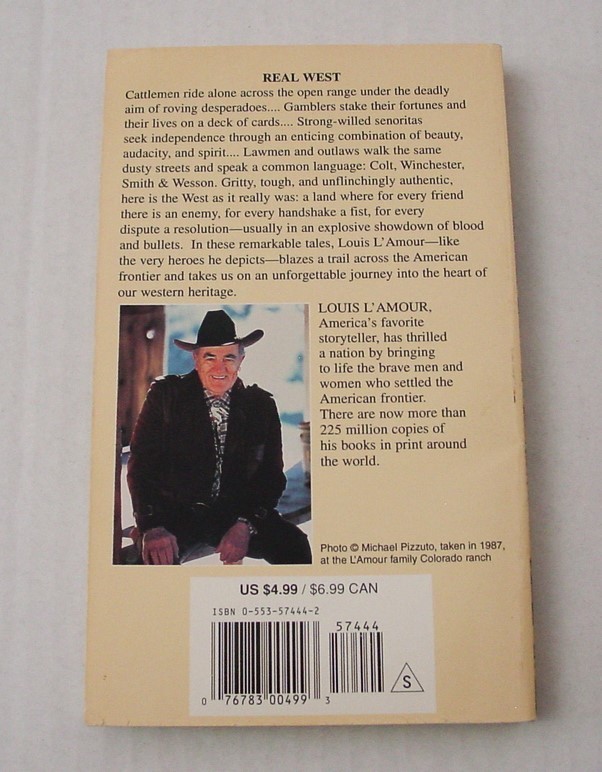 REAL WEST
Cattlemen ride alone across the open range under the deadly
aim of roving desperadoes.... Gamblers stake their fortunes and
their lives on a deck of cards.... Strong-willed senoritas
seek independence through an enticing combination of beauty,
audacity, and spirit.... Lawmen and outlaws walk the same
dusty streets and speak a common language: Colt, Winchester,
Smith & Wesson. Gritty, tough, and unflinchingly authentic,
here is the West as it really was: a land where for every friend
there is an enemy, for every handshake a fist, for every
dispute a resolution—usually in an explosive showdown of blood
and bullets. In these remarkable tales, Louis L'Amour—like
the very heroes he depicts—blazes a trail across the American
frontier and takes us on an unforgettable journey into the heart of
our western heritage.
LOUIS L'AMOUR,
America's favorite
storyteller, has thrilled
a nation by bringing
to life the brave men and
women who settled the
American frontier.
There are now more than
225 million copies of
his books in print around
the world.
Photo © Michael Pizzuto, taken in 1987,
at the L'Amour family Colorado ranch
US $4.99 / $6.99 CAN
ISBN 0-553-57444-2
57444
0 76783 00499 3
S